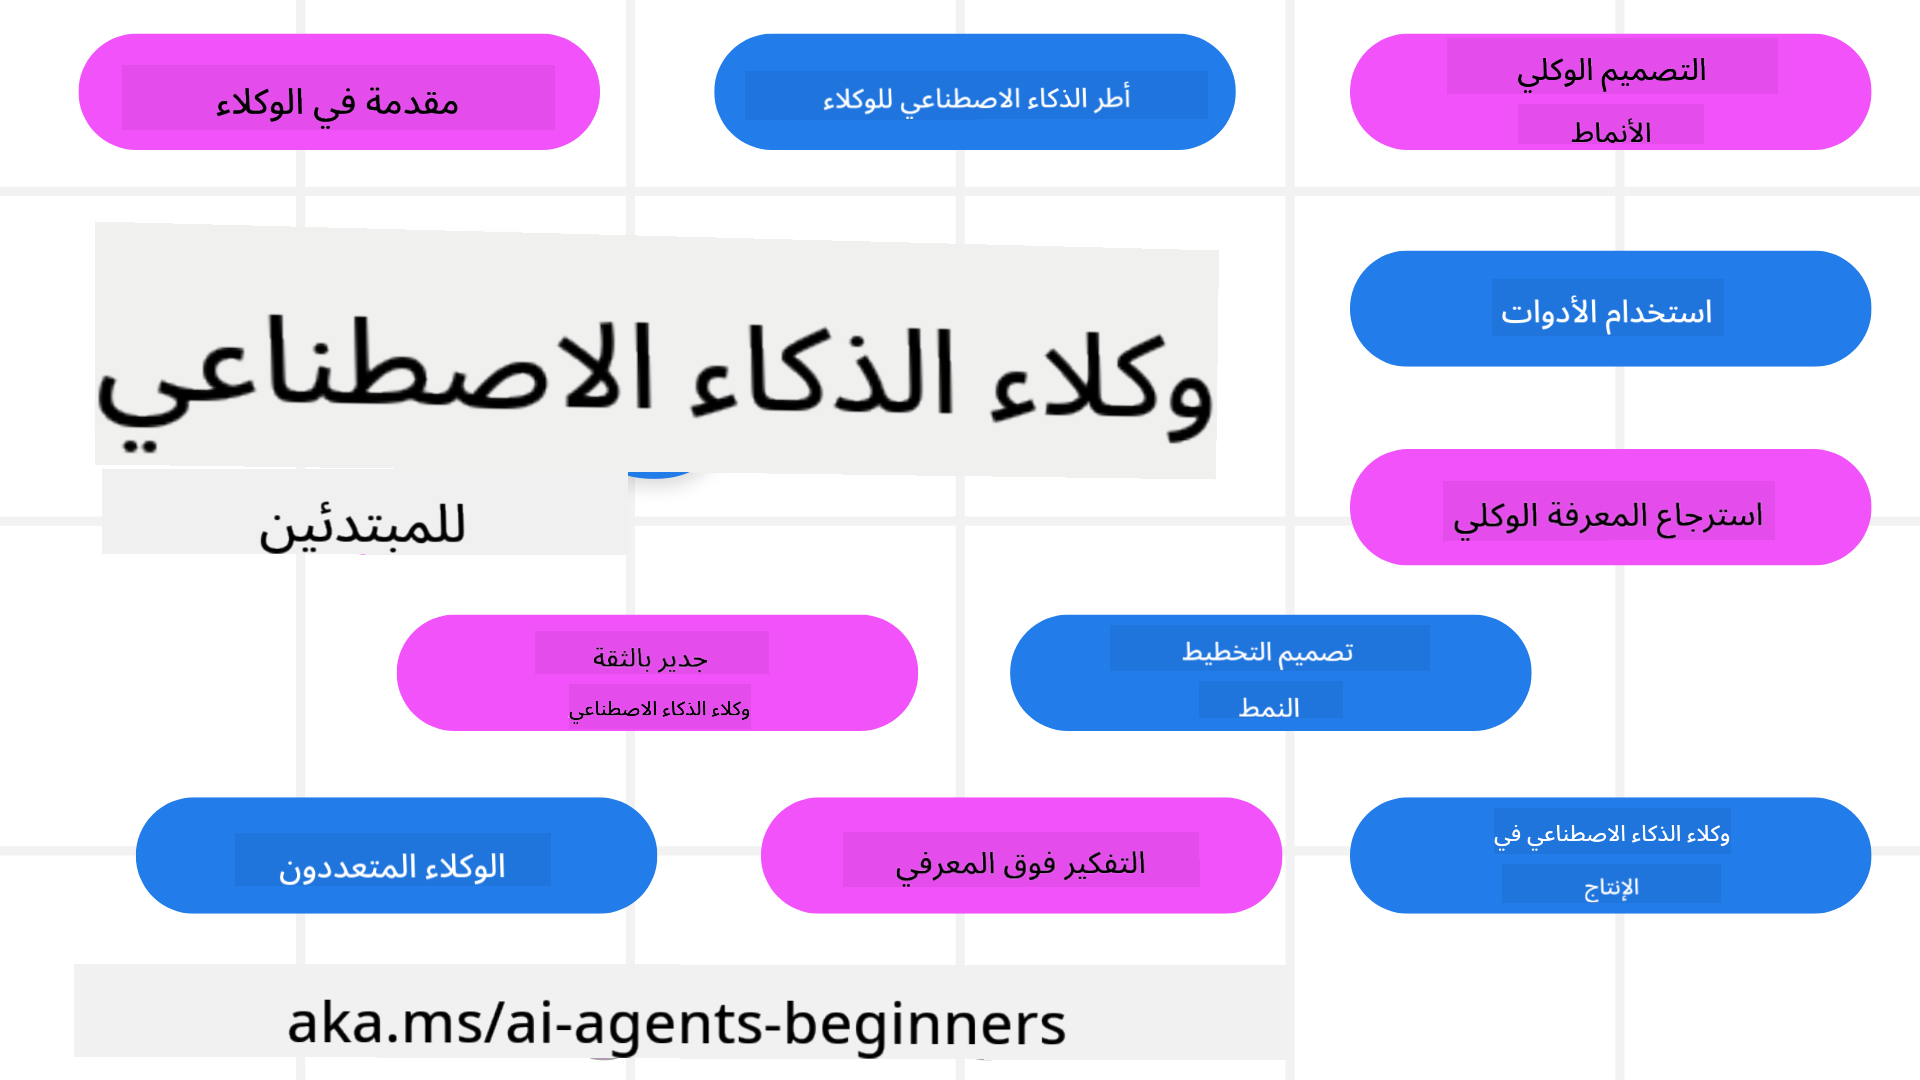 مقدمة في الوكلاء
أطر الذكاء الاصطناعي للوكلاء
التصميم الوكلي
الأنماط
وكلاء الذكاء الاصطناعي
للمبتدئين
استخدام الأدوات
استرجاع المعرفة الوكلي
جدير بالثقة
وكلاء الذكاء الاصطناعي
تصميم التخطيط
النمط
الوكلاء المتعددون
التفكير فوق المعرفي
وكلاء الذكاء الاصطناعي في
الإنتاج
aka.ms/ai-agents-beginners